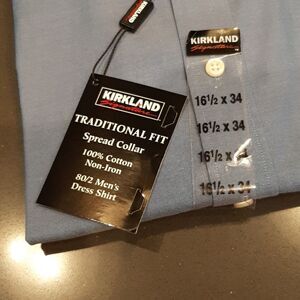 KIRKLAND
Signature
TRADITIONAL FIT
Spread Collar
100% Cotton
Non-Iron
80/2 Men's
Dress Shirt
KIRKLAND
Signature
16½ x 34
16½ x 34
16½ x 34
16½ x 34